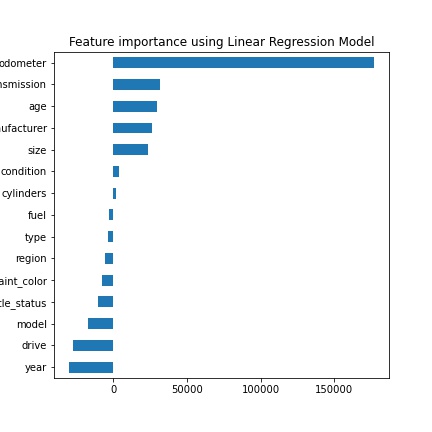 Feature importance using Linear Regression Model
odometer
nsmission
age
ufacturer
size
condition
cylinders
fuel
type
region
aint_color
tle_status
model
drive
year
0 50000 100000 150000